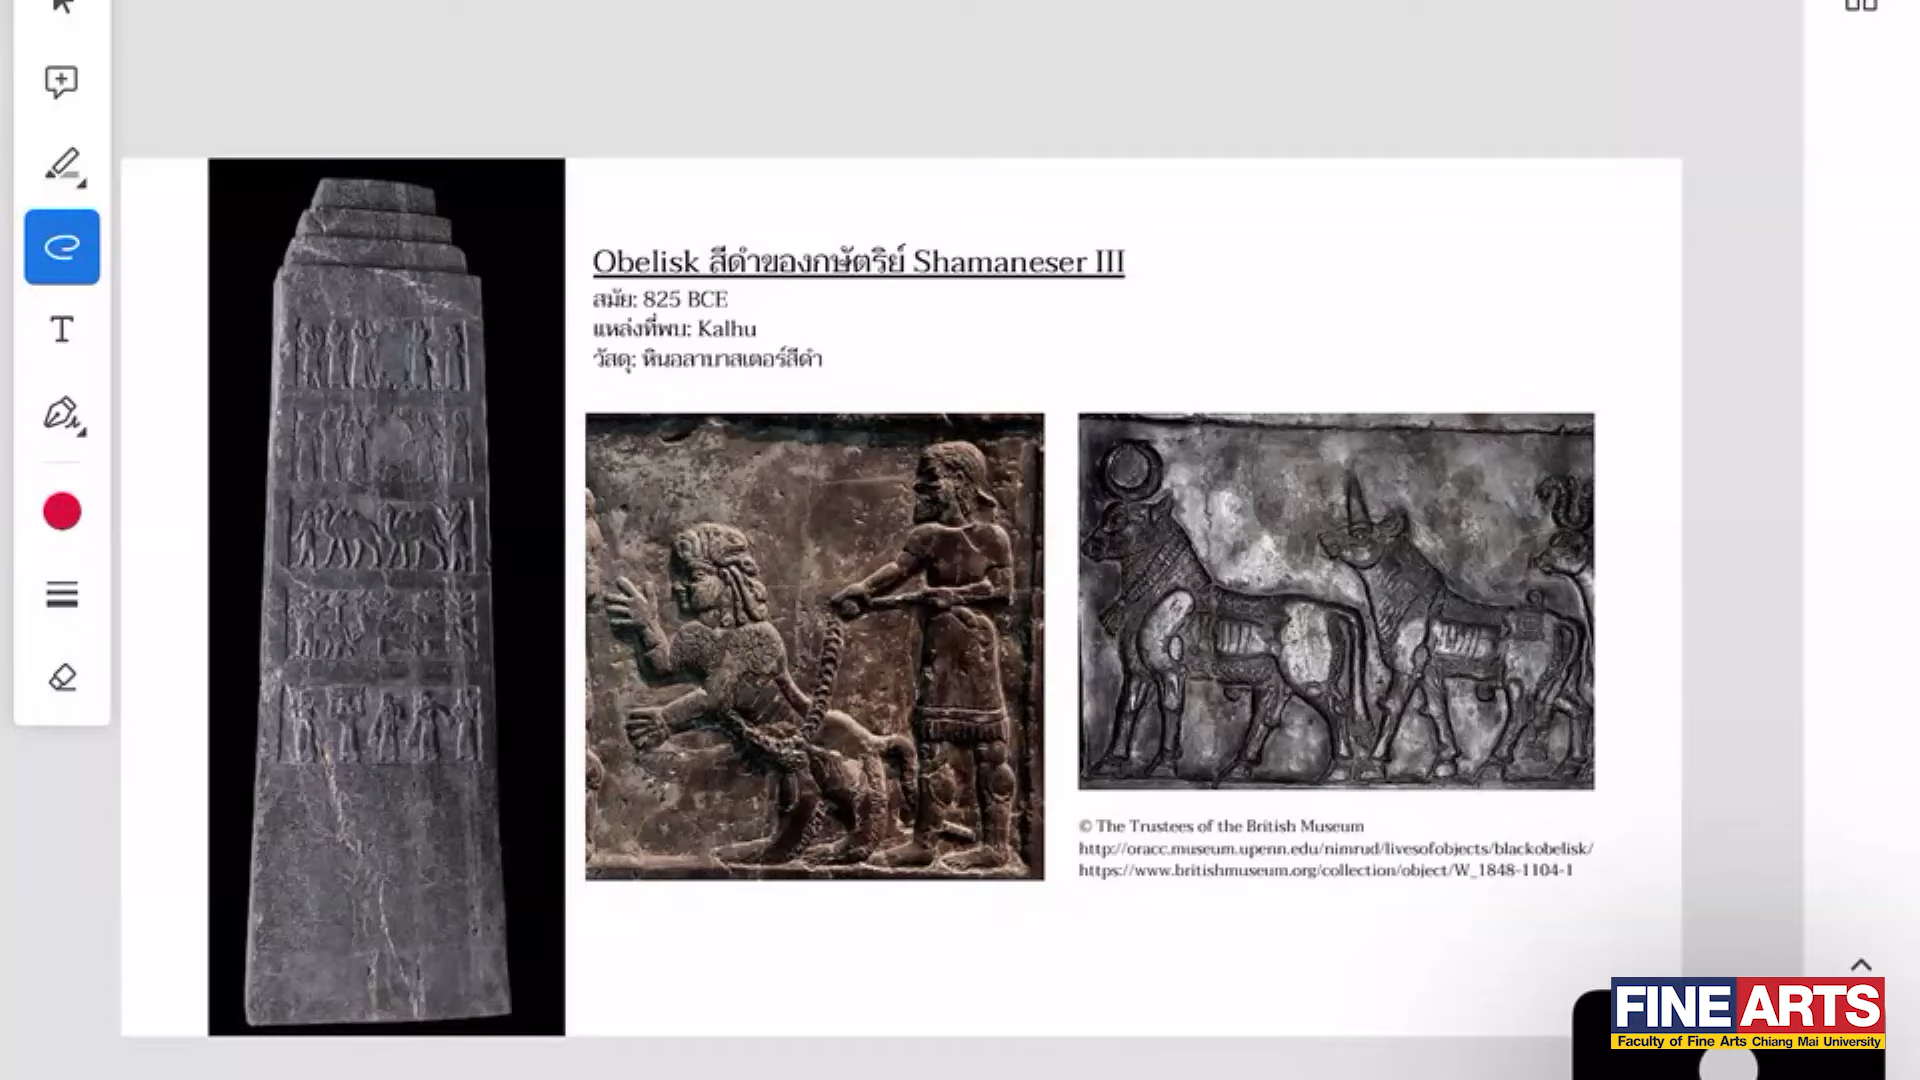 Obelisk สีดำของกษัตริย์ Shamaneser III
สมัย: 825 BCE
แหล่งที่พบ: Kalhu
วัสดุ: หินอลาบาสเตอร์สีดำ
© The Trustees of the British Museum
http://oracc.museum.upenn.edu/nimrud/livesofobjects/blackobelisk/
https://www.britishmuseum.org/collection/object/W_1848-1104-1
FINE ARTS
Faculty of Fine Arts Chiang Mai University